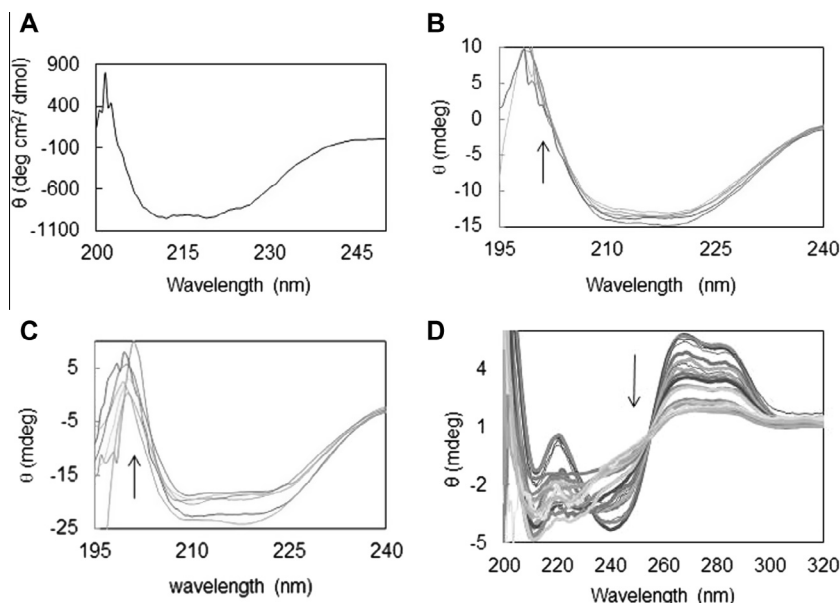 A
θ (deg cm²/ dmol)
900
400
-100
-600
-1100
200 215 230 245
Wavelength (nm)
B
θ (mdeg)
10
5
0
-5
-10
-15
195 210 225 240
Wavelength (nm)
C
θ (mdeg)
5
-5
-15
-25
195 210 225 240
wavelength (nm)
D
θ (mdeg)
4
1
-2
-5
200 220 240 260 280 300 320
Wavelength (nm)